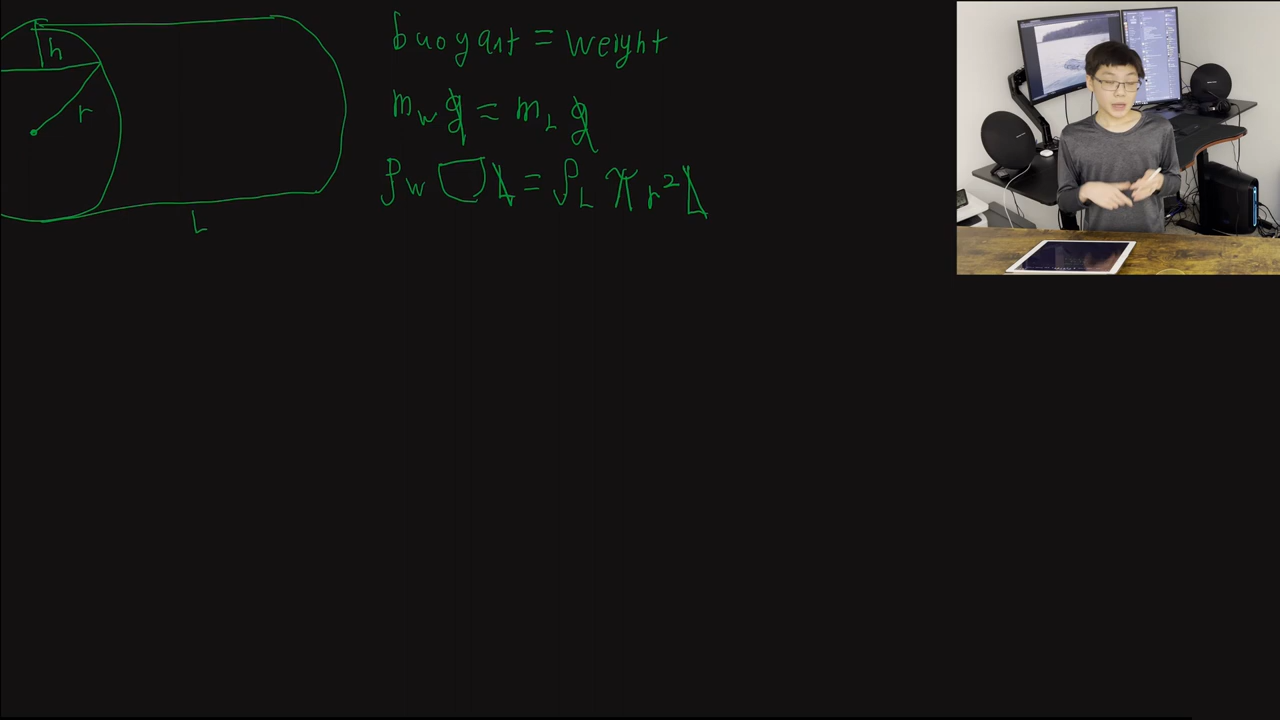 h
r
L
buoyant = weight
m_w g = m_L g
ρ_w L = ρ_L π r² L